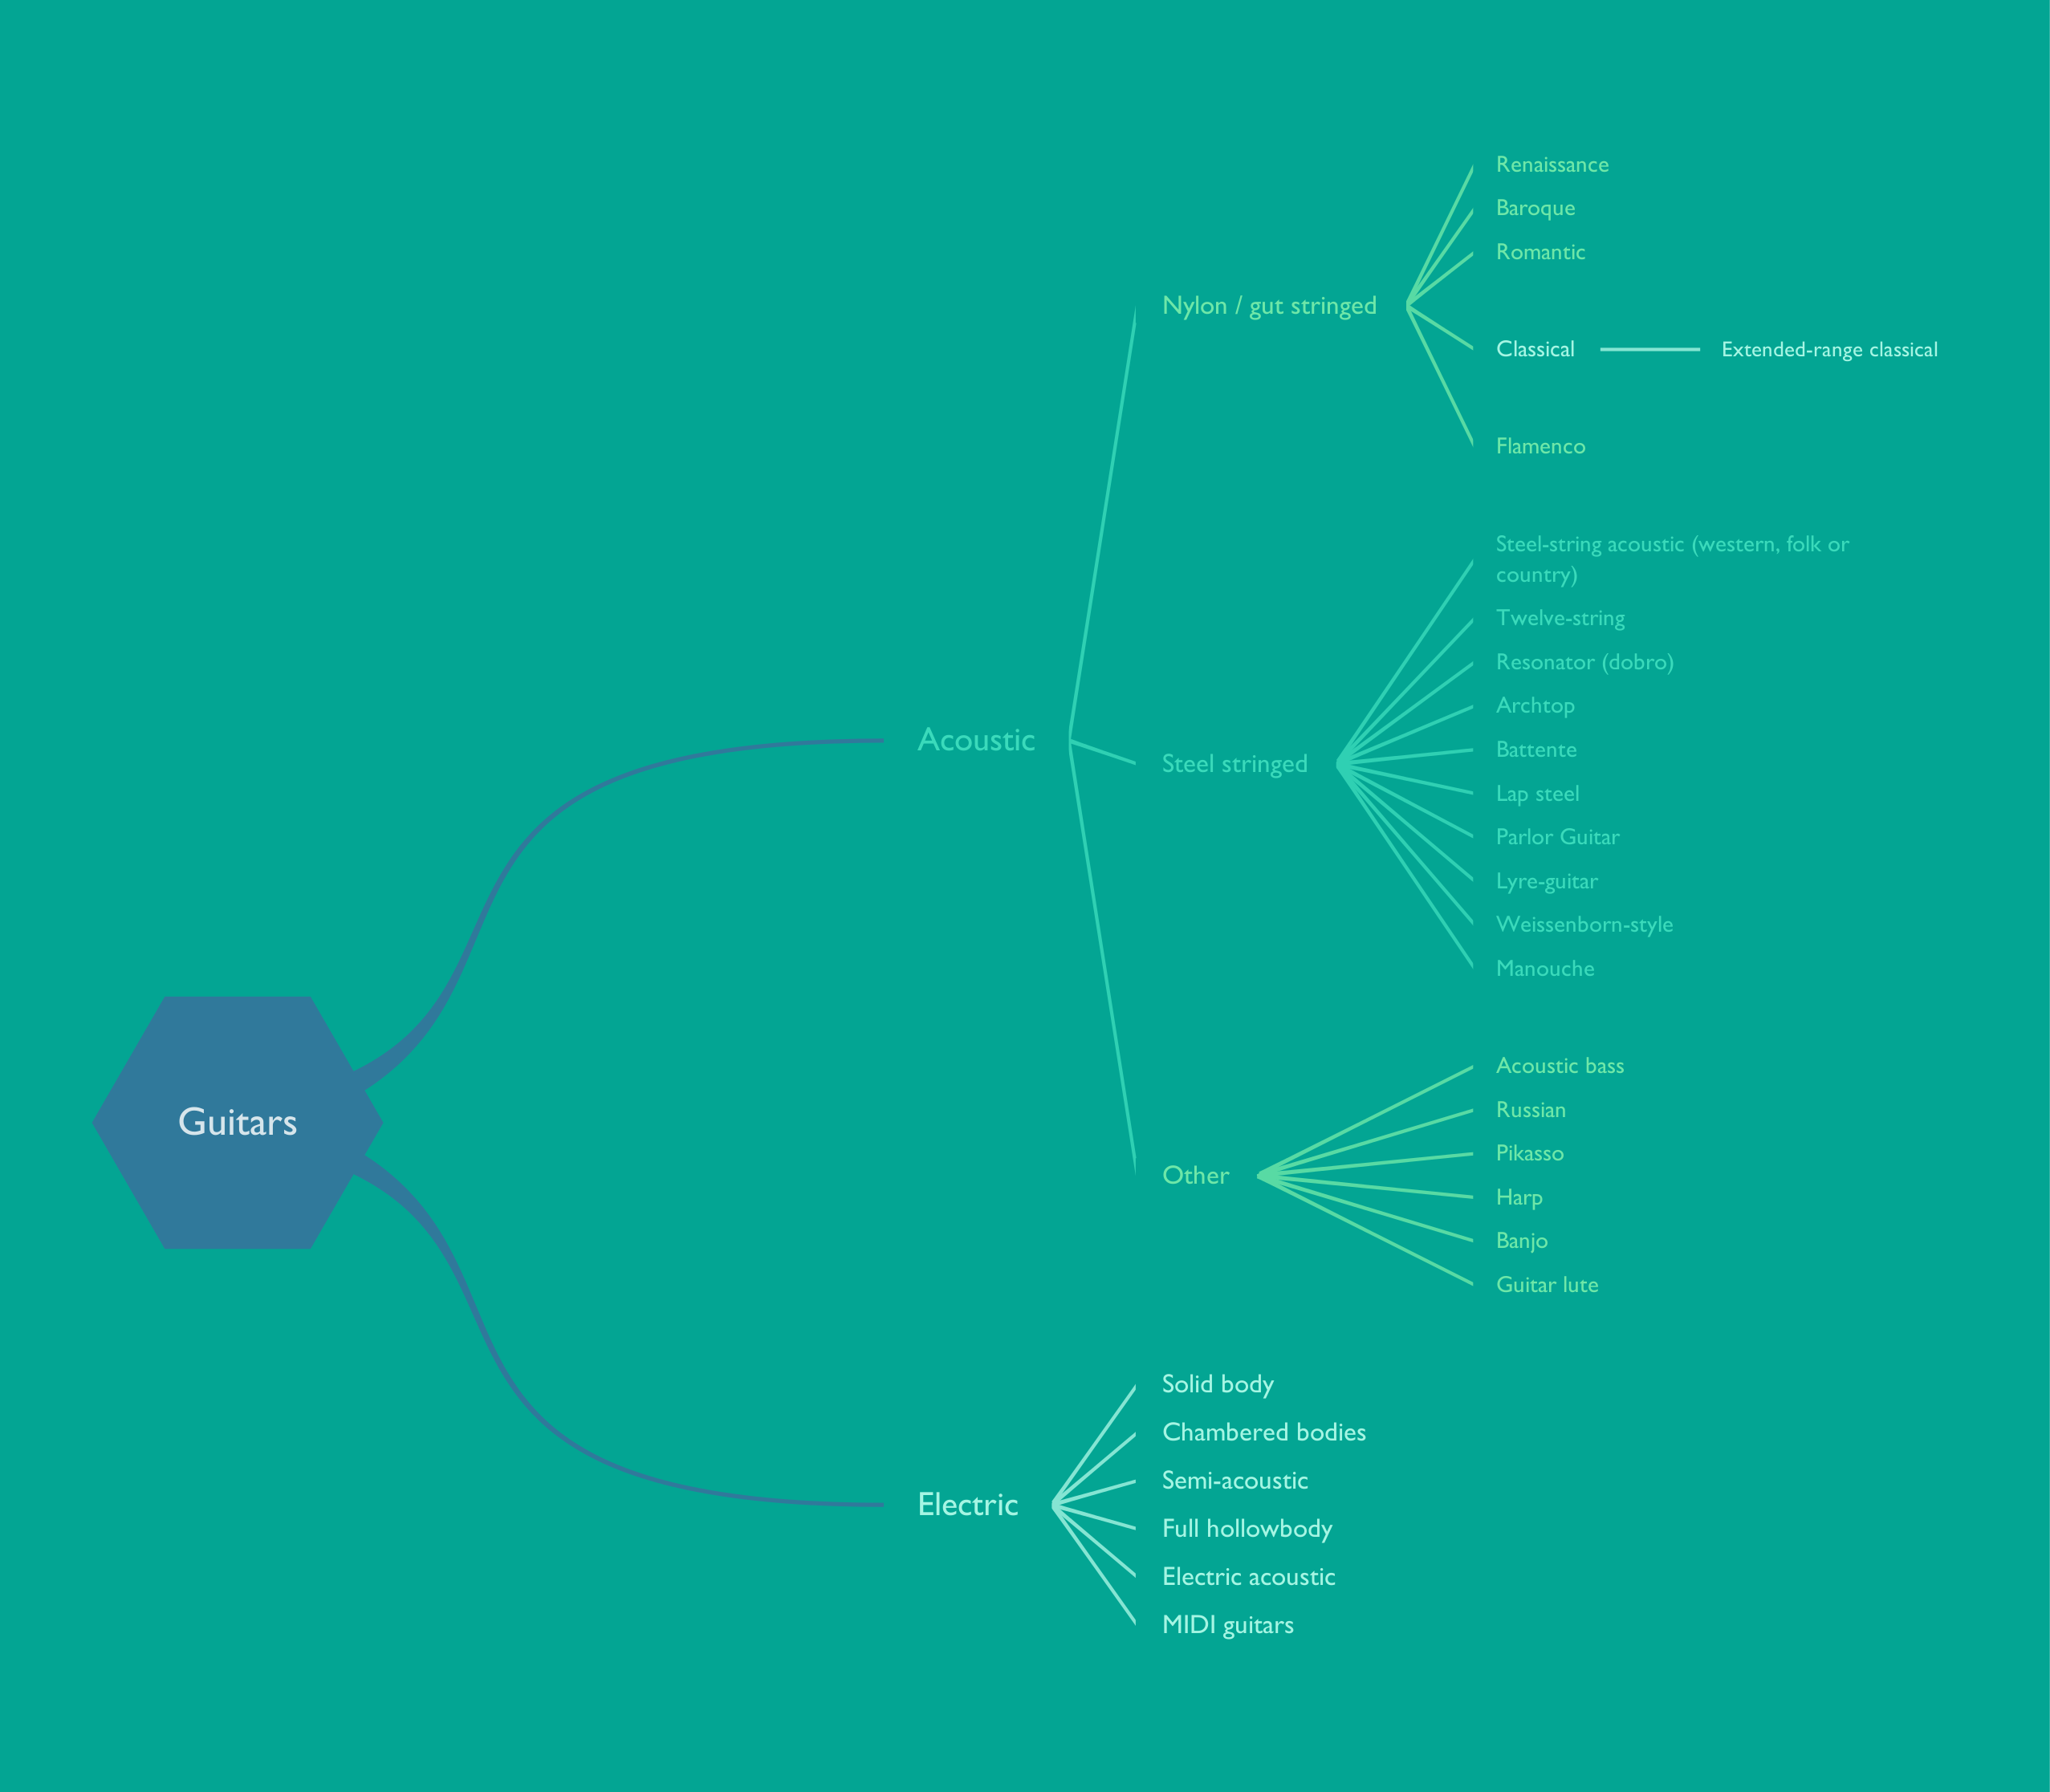 Guitars
Acoustic
Nylon / gut stringed
Renaissance
Baroque
Romantic
Classical
Extended-range classical
Flamenco
Steel stringed
Steel-string acoustic (western, folk or
country)
Twelve-string
Resonator (dobro)
Archtop
Battente
Lap steel
Parlor Guitar
Lyre-guitar
Weissenborn-style
Manouche
Other
Acoustic bass
Russian
Pikasso
Harp
Banjo
Guitar lute
Electric
Solid body
Chambered bodies
Semi-acoustic
Full hollowbody
Electric acoustic
MIDI guitars